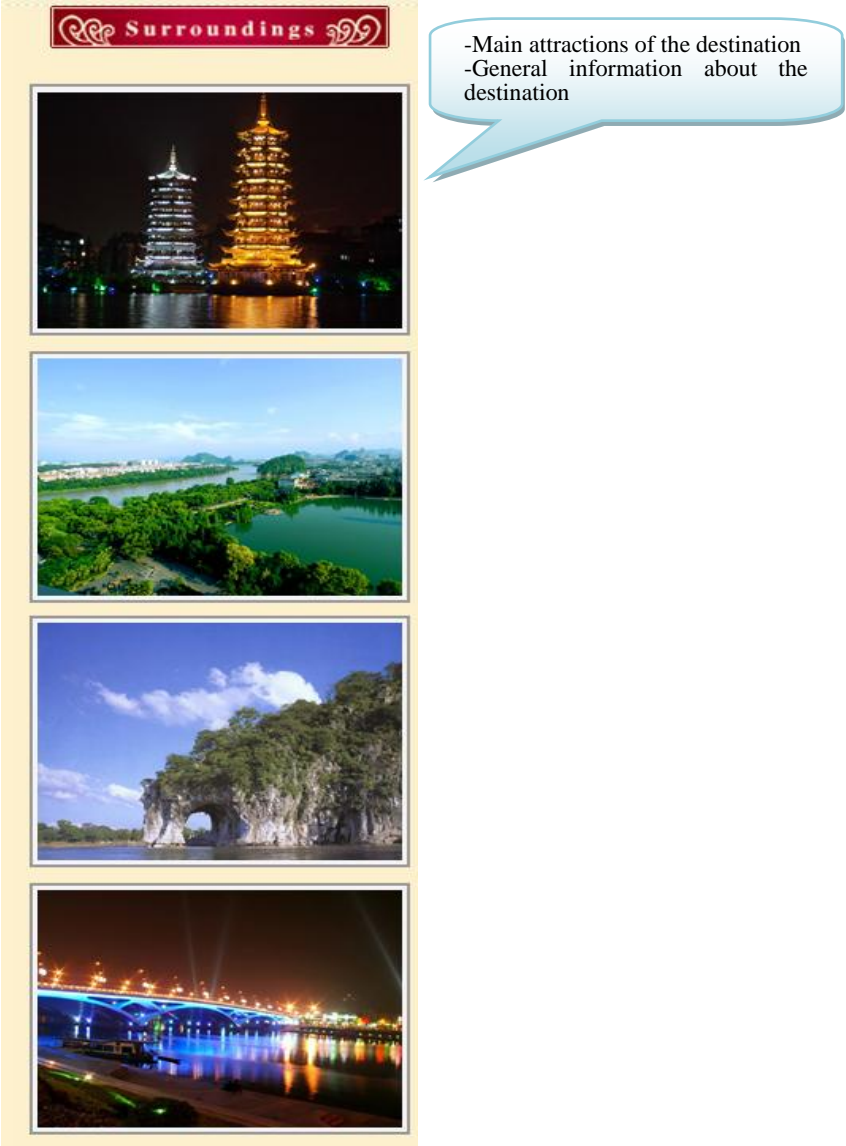 Surroundings
-Main attractions of the destination
-General information about the
destination